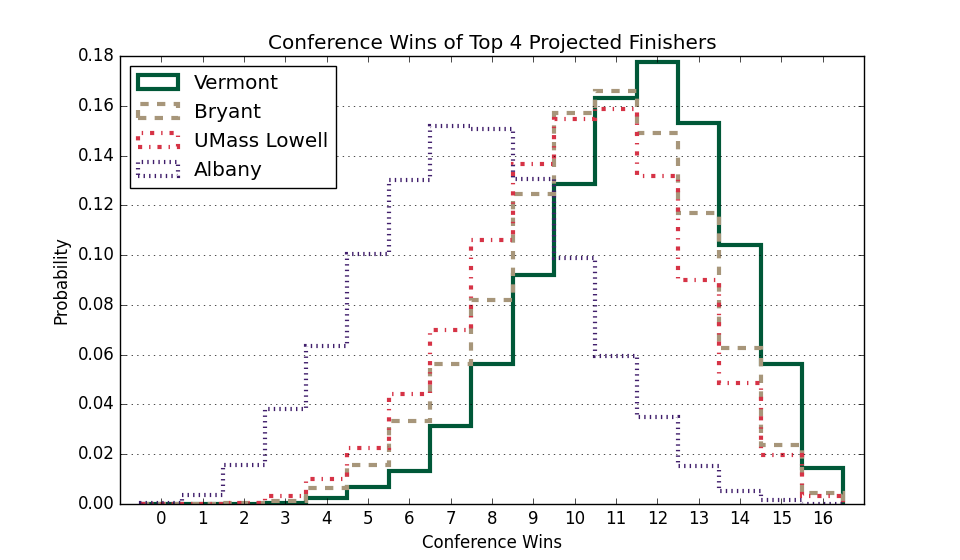 Conference Wins of Top 4 Projected Finishers
0.18
0.16
0.14
0.12
0.10
0.08
0.06
0.04
0.02
0.00
Probability
Vermont
Bryant
UMass Lowell
Albany
0 1 2 3 4 5 6 7 8 9 10 11 12 13 14 15 16
Conference Wins